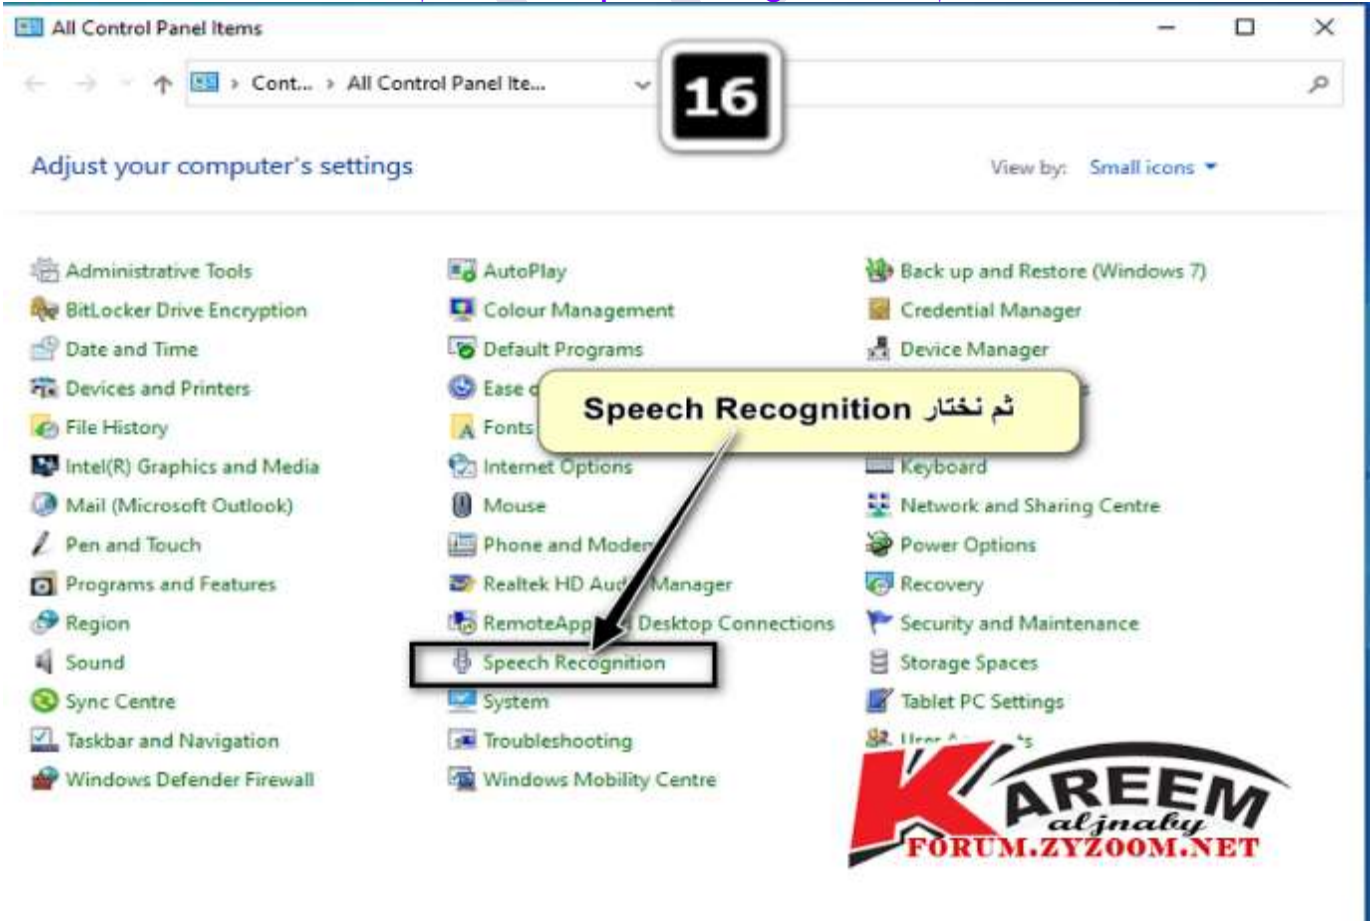 All Control Panel Items
Cont... › All Control Panel Ite...
16
Adjust your computer's settings
View by: Small icons
Administrative Tools
AutoPlay
Back up and Restore (Windows 7)
BitLocker Drive Encryption
Colour Management
Credential Manager
Date and Time
Default Programs
Device Manager
Devices and Printers
Ease
ثم نختار Speech Recognition
File History
Fonts
Intel(R) Graphics and Media
Internet Options
Keyboard
Mail (Microsoft Outlook)
Mouse
Network and Sharing Centre
Pen and Touch
Phone and Modem
Power Options
Programs and Features
Realtek HD Audio Manager
Recovery
Region
RemoteApp Desktop Connections
Security and Maintenance
Sound
Speech Recognition
Storage Spaces
Sync Centre
System
Tablet PC Settings
Taskbar and Navigation
Troubleshooting
Windows Defender Firewall
Windows Mobility Centre
KAREEM
aljnaby
FORUM.ZYZOOM.NET